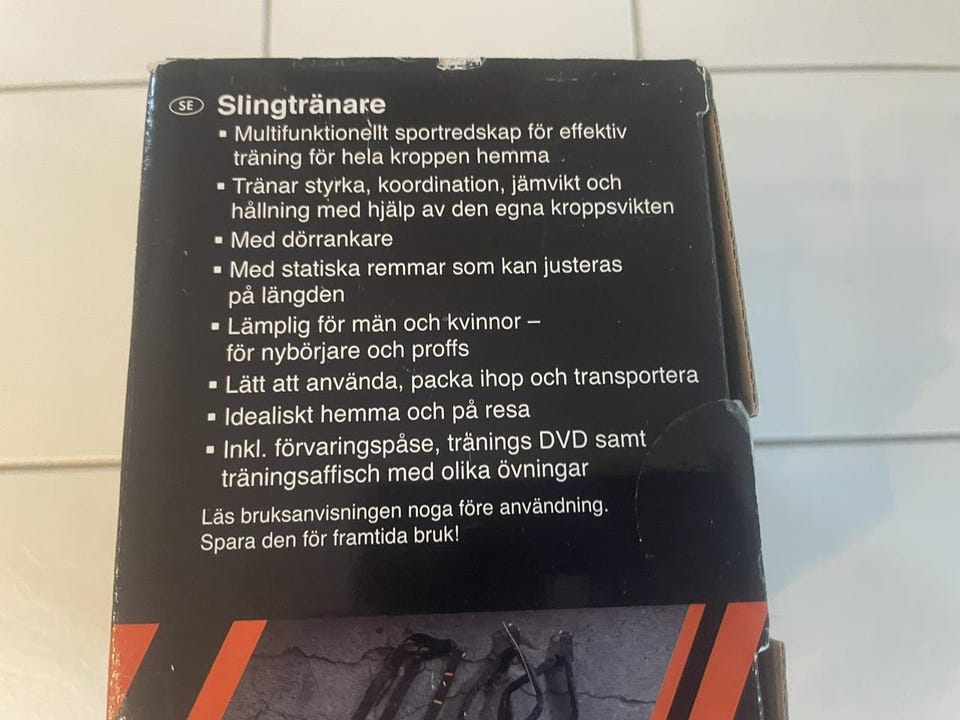 SE Slingtränare
▪ Multifunktionellt sportredskap för effektiv
träning för hela kroppen hemma
▪ Tränar styrka, koordination, jämvikt och
hållning med hjälp av den egna kroppsvikten
▪ Med dörrankare
▪ Med statiska remmar som kan justeras
på längden
▪ Lämplig för män och kvinnor –
för nybörjare och proffs
▪ Lätt att använda, packa ihop och transportera
▪ Idealiskt hemma och på resa
▪ Inkl. förvaringspåse, tränings DVD samt
träningsaffisch med olika övningar
Läs bruksanvisningen noga före användning.
Spara den för framtida bruk!